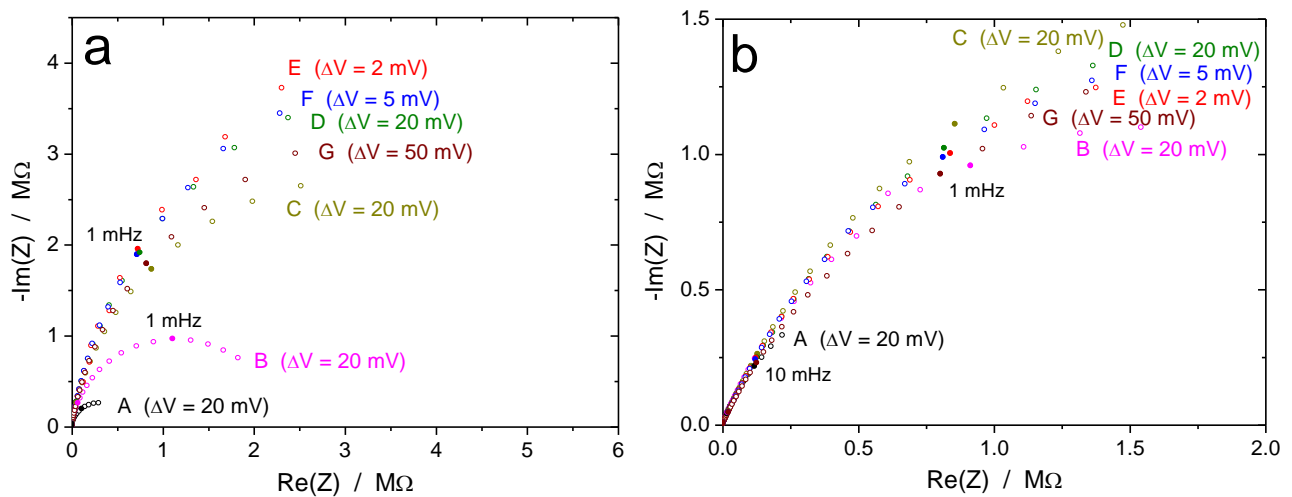 a
E (ΔV = 2 mV)
F (ΔV = 5 mV)
D (ΔV = 20 mV)
G (ΔV = 50 mV)
C (ΔV = 20 mV)
1 mHz
1 mHz
B (ΔV = 20 mV)
A (ΔV = 20 mV)
-Im(Z) / MΩ
4
3
2
1
0
0 1 2 3 4 5 6
Re(Z) / MΩ
b
C (ΔV = 20 mV)
D (ΔV = 20 mV)
F (ΔV = 5 mV)
E (ΔV = 2 mV)
G (ΔV = 50 mV)
B (ΔV = 20 mV)
1 mHz
A (ΔV = 20 mV)
10 mHz
-Im(Z) / MΩ
1.5
1.0
0.5
0.0
0.0 0.5 1.0 1.5 2.0
Re(Z) / MΩ